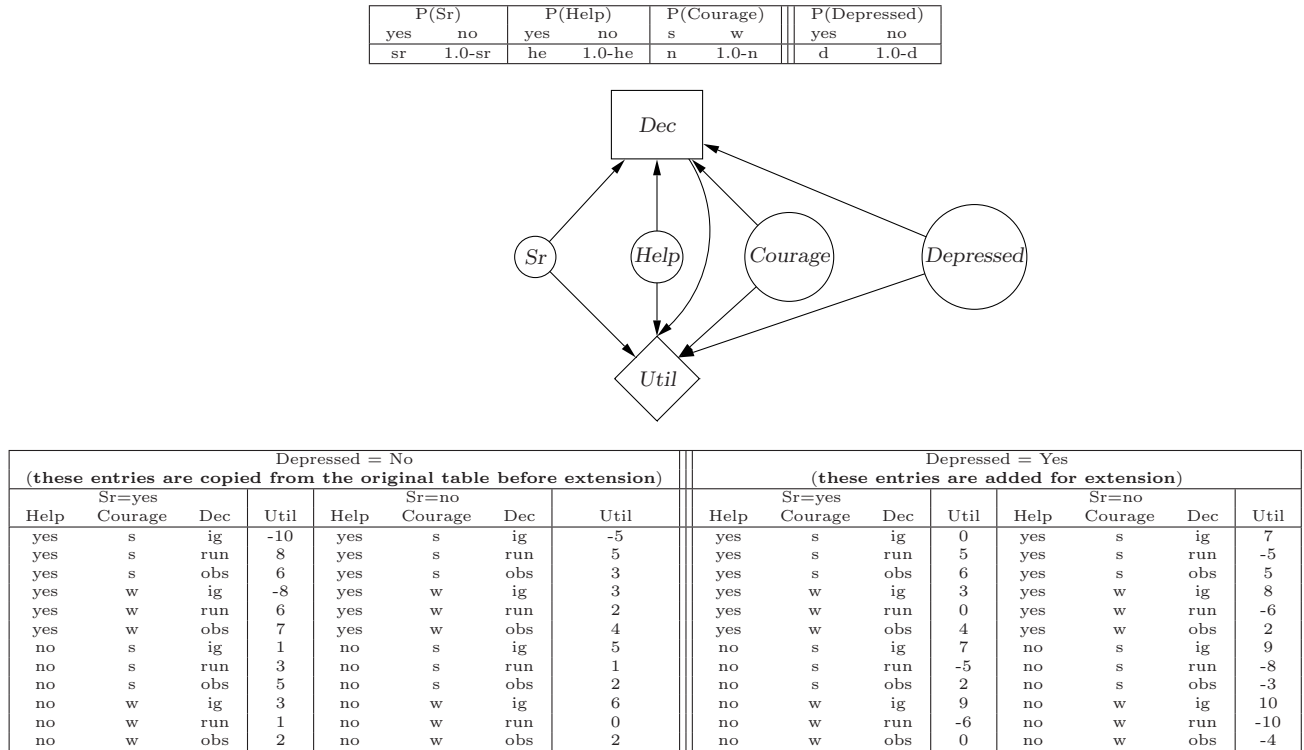 P(Sr) P(Help) P(Courage) P(Depressed)
yes no yes no s w yes no
sr 1.0-sr he 1.0-he n 1.0-n d 1.0-d
Dec
Sr Help Courage Depressed
Util
Depressed = No Depressed = Yes
(these entries are copied from the original table before extension) (these entries are added for extension)
Sr=yes Sr=no Sr=yes Sr=no
Help Courage Dec Util Help Courage Dec Util Help Courage Dec Util Help Courage Dec Util
yes s ig -10 yes s ig -5 yes s ig 0 yes s ig 7
yes s run 8 yes s run 5 yes s run 5 yes s run -5
yes s obs 6 yes s obs 3 yes s obs 6 yes s obs 5
yes w ig -8 yes w ig 3 yes w ig 3 yes w ig 8
yes w run 6 yes w run 2 yes w run 0 yes w run -6
yes w obs 7 yes w obs 4 yes w obs 4 yes w obs 2
no s ig 1 no s ig 5 no s ig 7 no s ig 9
no s run 3 no s run 1 no s run -5 no s run -8
no s obs 5 no s obs 2 no s obs 2 no s obs -3
no w ig 3 no w ig 6 no w ig 9 no w ig 10
no w run 1 no w run 0 no w run -6 no w run -10
no w obs 2 no w obs 2 no w obs 0 no w obs -4